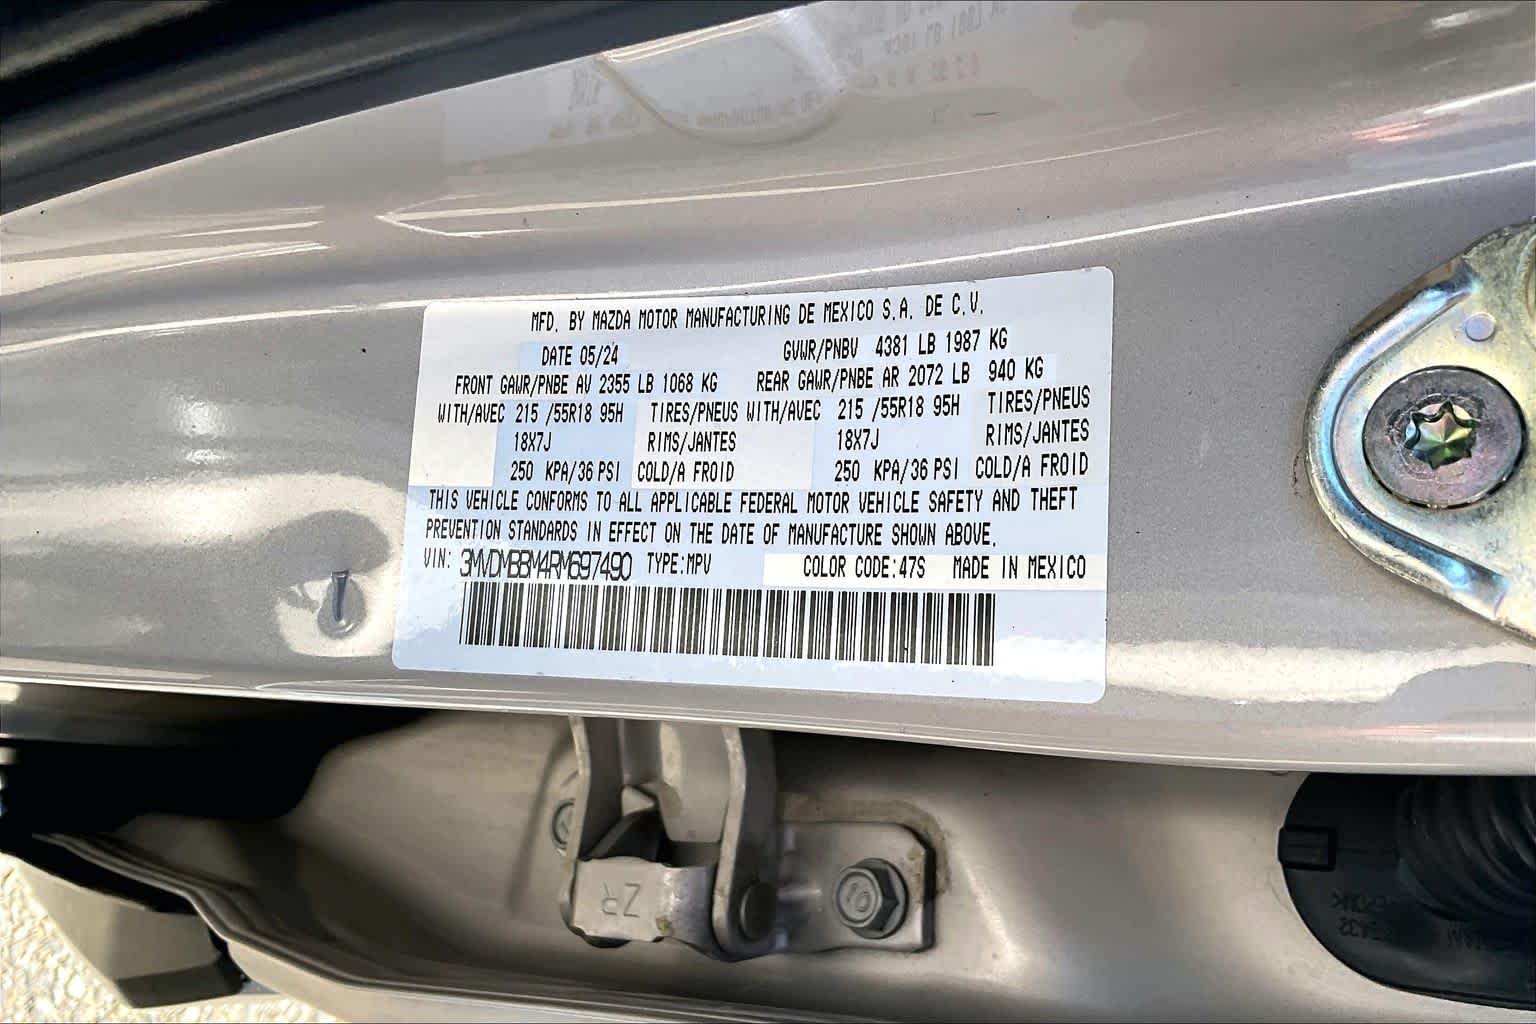 MFD. BY MAZDA MOTOR MANUFACTURING DE MEXICO S.A. DE C.V.
DATE 05/24 GVWR/PNBV 4381 LB 1987 KG
FRONT GAWR/PNBE AV 2355 LB 1068 KG REAR GAWR/PNBE AR 2072 LB 940 KG
WITH/AVEC 215 /55R18 95H TIRES/PNEUS WITH/AVEC 215 /55R18 95H TIRES/PNEUS
18X7J RIMS/JANTES 18X7J RIMS/JANTES
250 KPA/36 PSI COLD/A FROID 250 KPA/36 PSI COLD/A FROID
THIS VEHICLE CONFORMS TO ALL APPLICABLE FEDERAL MOTOR VEHICLE SAFETY AND THEFT
PREVENTION STANDARDS IN EFFECT ON THE DATE OF MANUFACTURE SHOWN ABOVE.
VIN: 3MVDMBBM4RM697490 TYPE:MPV COLOR CODE:47S MADE IN MEXICO
ZR